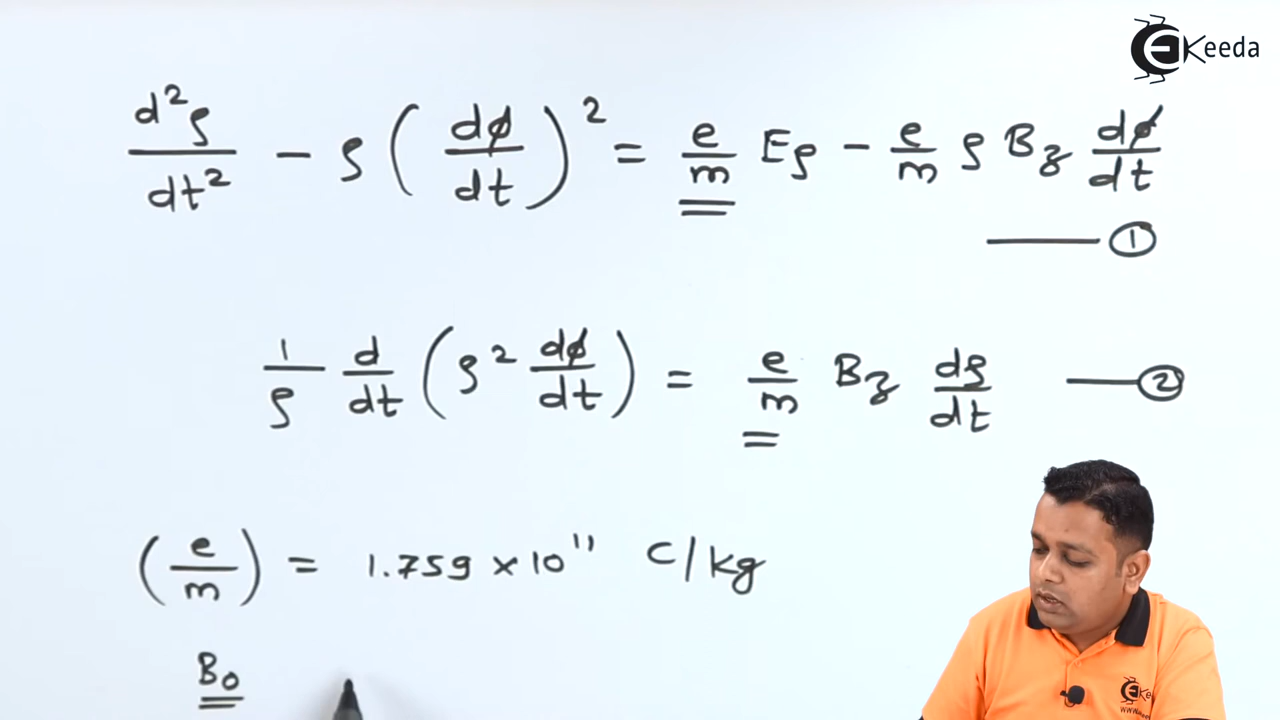 EKeeda
d²ρ/dt² - ρ (dφ/dt)² = e/m Eρ - e/m ρ Bz dφ/dt
——— ①
1/ρ d/dt (ρ² dφ/dt) = e/m Bz dρ/dt ——— ②
(e/m) = 1.759 × 10¹¹ C/kg
B₀